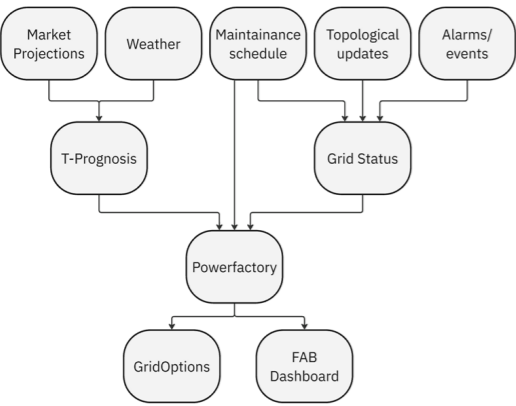 Market
Projections
Weather
Maintainance
schedule
Topological
updates
Alarms/
events
T-Prognosis
Grid Status
Powerfactory
GridOptions
FAB
Dashboard